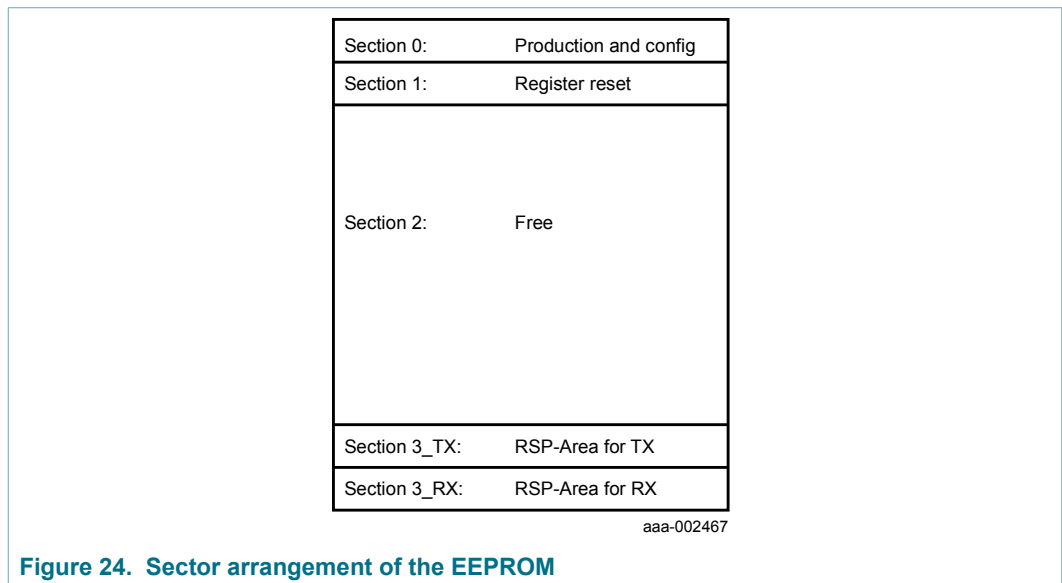 Section 0: Production and config
Section 1: Register reset
Section 2: Free
Section 3_TX: RSP-Area for TX
Section 3_RX: RSP-Area for RX
aaa-002467
Figure 24. Sector arrangement of the EEPROM